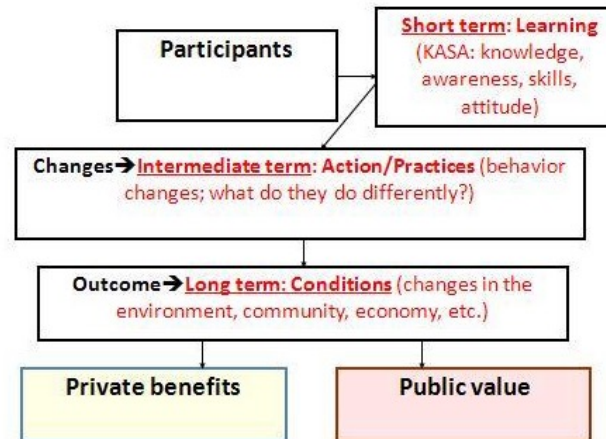 Participants
Short term: Learning
(KASA: knowledge,
awareness, skills,
attitude)
Changes➔Intermediate term: Action/Practices (behavior
changes; what do they do differently?)
Outcome➔Long term: Conditions (changes in the
environment, community, economy, etc.)
Private benefits
Public value